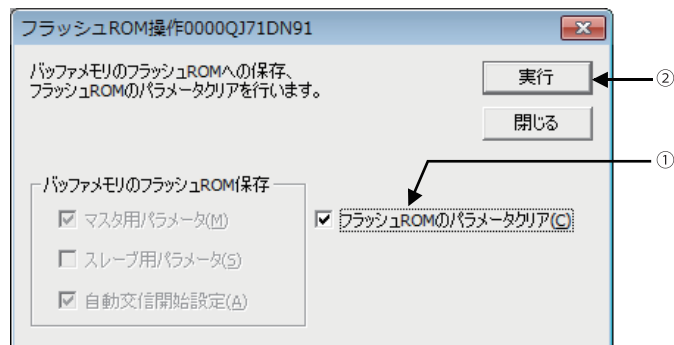 フラッシュROM操作0000QJ71DN91
バッファメモリのフラッシュROMへの保存、
フラッシュROMのパラメータクリアを行います。
実行
②
閉じる
①
バッファメモリのフラッシュROM保存
マスタ用パラメータ(M)
フラッシュROMのパラメータクリア(C)
スレーブ用パラメータ(S)
自動交信開始設定(A)